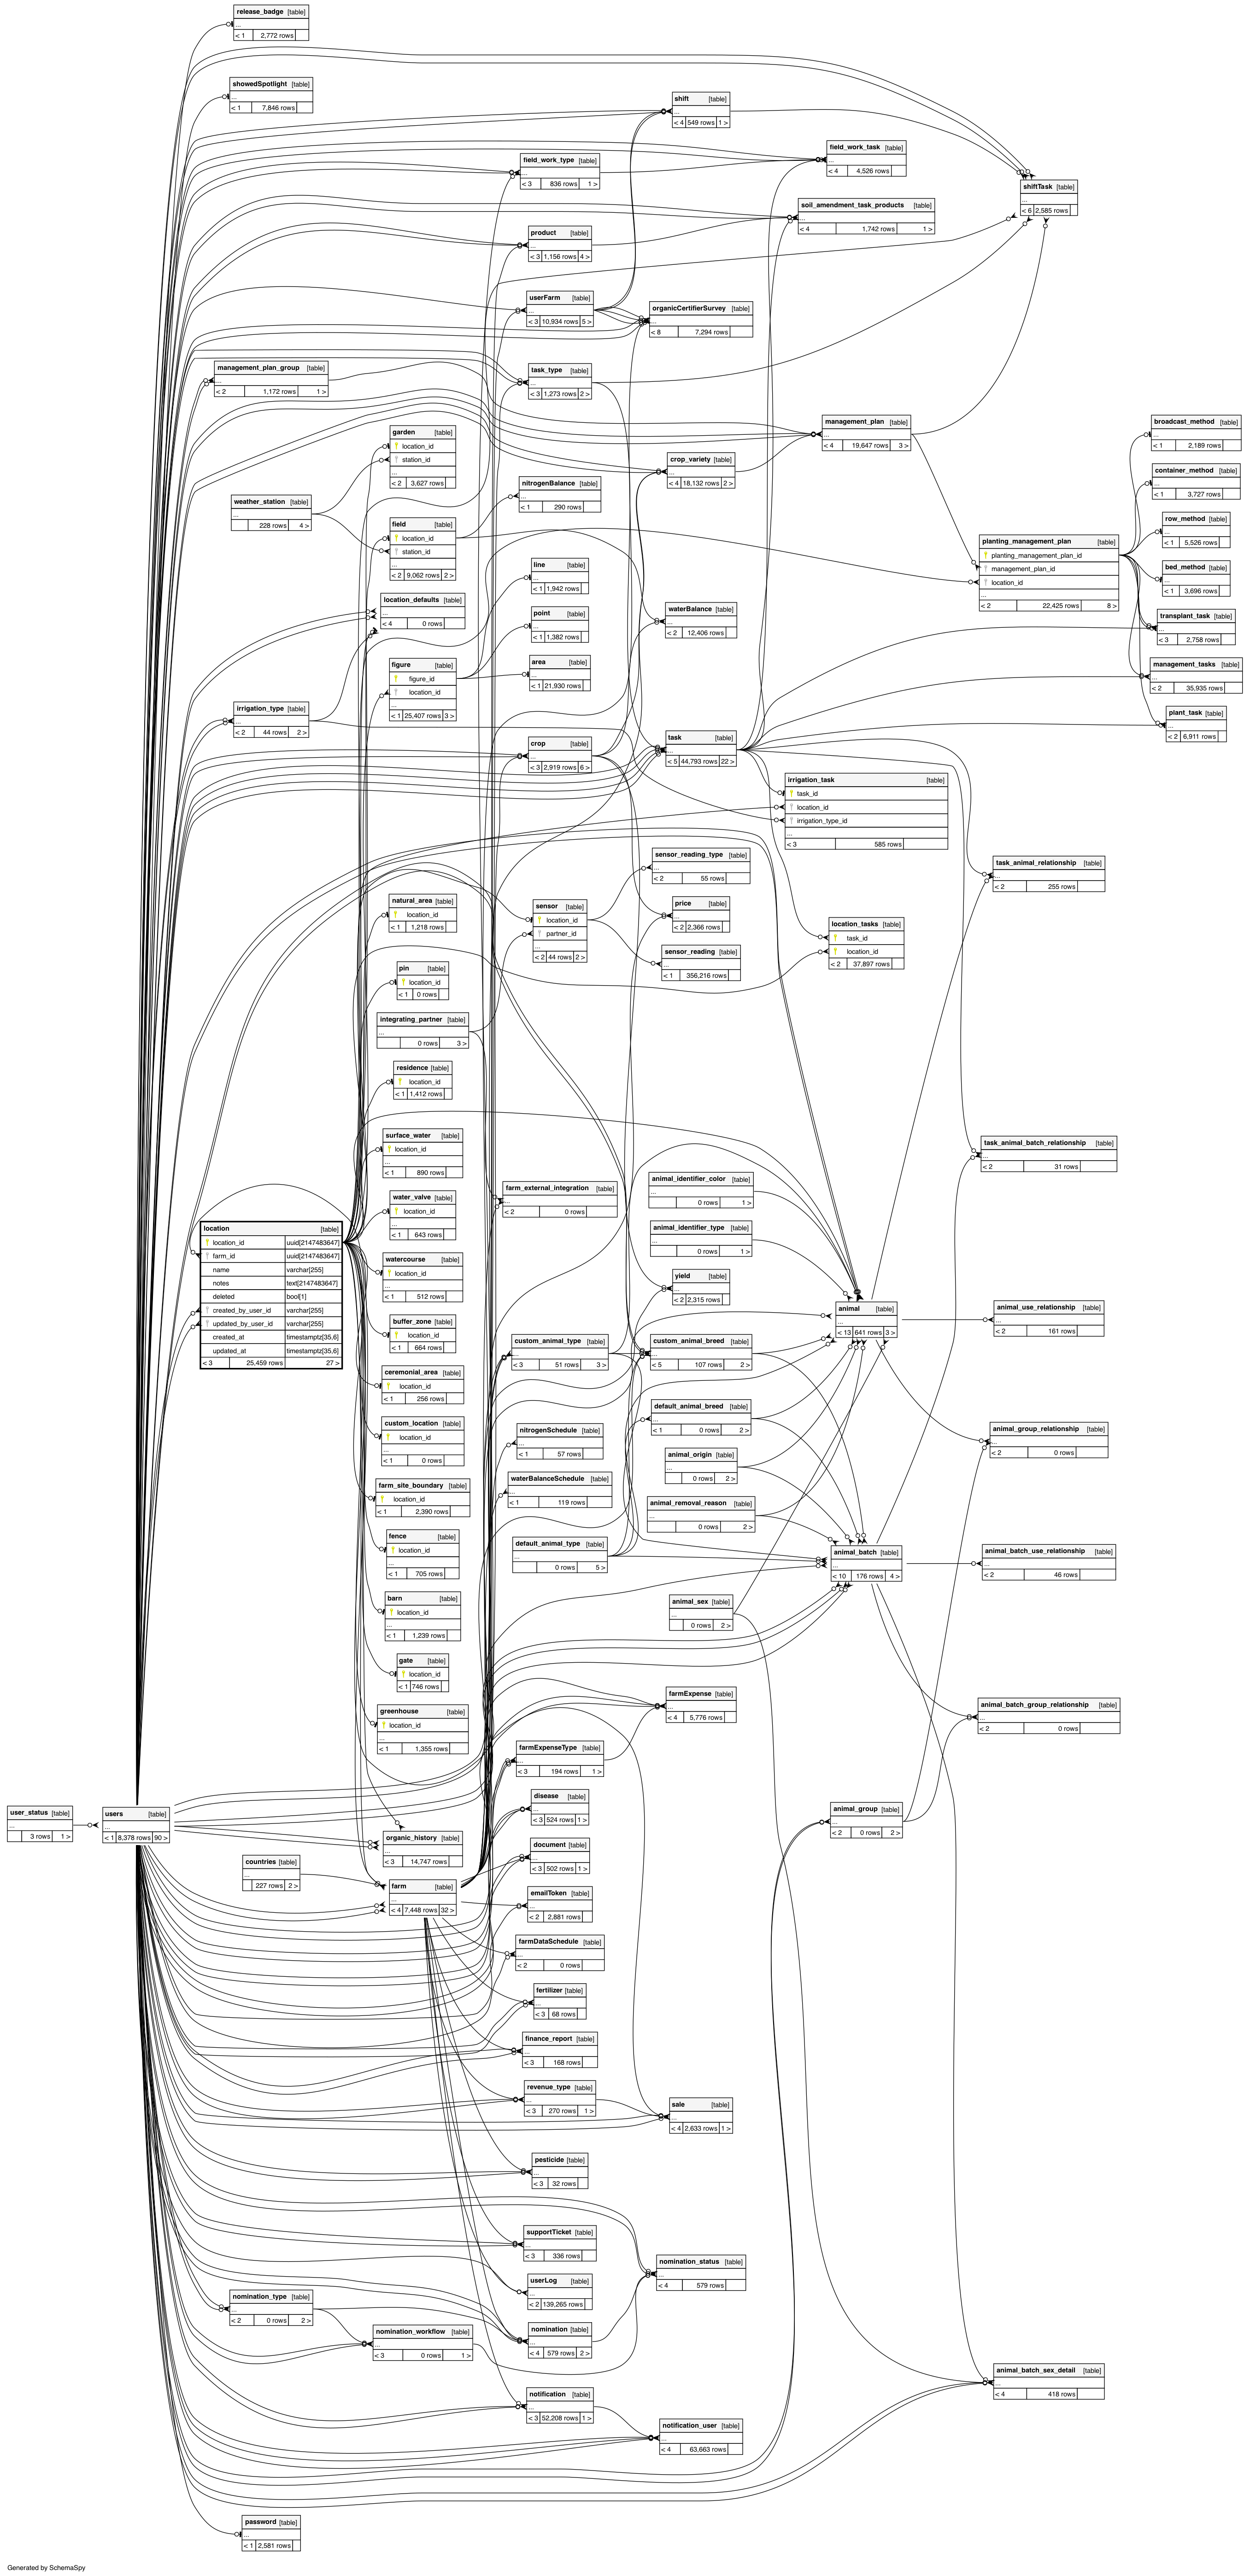 release_badge [table]
...
< 1 2,772 rows
showedSpotlight [table]
...
< 1 7,846 rows
shift [table]
...
< 4 549 rows 1 >
field_work_task [table]
...
< 4 4,526 rows
field_work_type [table]
...
< 3 836 rows 1 >
shiftTask [table]
...
< 6 2,585 rows
soil_amendment_task_products [table]
...
< 4 1,742 rows 1 >
product [table]
...
< 3 1,156 rows 4 >
userFarm [table]
...
< 3 10,934 rows 5 >
organicCertifierSurvey [table]
...
< 8 7,294 rows
management_plan_group [table]
...
< 2 1,172 rows 1 >
task_type [table]
...
< 3 1,273 rows 2 >
management_plan [table]
...
< 4 19,647 rows 3 >
broadcast_method [table]
...
< 1 2,189 rows
garden [table]
location_id
station_id
...
< 2 3,627 rows
crop_variety [table]
...
< 4 18,132 rows 2 >
container_method [table]
...
< 1 3,727 rows
nitrogenBalance [table]
...
< 1 290 rows
weather_station [table]
...
228 rows 4 >
row_method [table]
...
< 1 5,526 rows
field [table]
location_id
station_id
...
< 2 9,062 rows 2 >
planting_management_plan [table]
planting_management_plan_id
management_plan_id
location_id
...
< 2 22,425 rows 8 >
bed_method [table]
...
< 1 3,696 rows
line [table]
...
< 1 1,942 rows
location_defaults [table]
...
< 4 0 rows
point [table]
...
< 1 1,382 rows
waterBalance [table]
...
< 2 12,406 rows
transplant_task [table]
...
< 3 2,758 rows
figure [table]
figure_id
location_id
...
< 1 25,407 rows 3 >
area [table]
...
< 1 21,930 rows
management_tasks [table]
...
< 2 35,935 rows
irrigation_type [table]
...
< 2 44 rows 2 >
plant_task [table]
...
< 2 6,911 rows
crop [table]
...
< 3 2,919 rows 6 >
task [table]
...
< 5 44,793 rows 22 >
irrigation_task [table]
task_id
location_id
irrigation_type_id
...
< 3 585 rows
sensor_reading_type [table]
...
< 2 55 rows
task_animal_relationship [table]
...
< 2 255 rows
natural_area [table]
location_id
< 1 1,218 rows
sensor [table]
location_id
partner_id
...
< 2 44 rows 2 >
price [table]
...
< 2 2,366 rows
location_tasks [table]
task_id
location_id
< 2 37,897 rows
sensor_reading [table]
...
< 1 356,216 rows
pin [table]
location_id
< 1 0 rows
integrating_partner [table]
...
0 rows 3 >
residence [table]
location_id
< 1 1,412 rows
surface_water [table]
location_id
...
< 1 890 rows
task_animal_batch_relationship [table]
...
< 2 31 rows
farm_external_integration [table]
...
< 2 0 rows
animal_identifier_color [table]
...
0 rows 1 >
water_valve [table]
location_id
...
< 1 643 rows
animal_identifier_type [table]
...
0 rows 1 >
location [table]
location_id uuid[2147483647]
farm_id uuid[2147483647]
name varchar[255]
notes text[2147483647]
deleted bool[1]
created_by_user_id varchar[255]
updated_by_user_id varchar[255]
created_at timestamptz[35,6]
updated_at timestamptz[35,6]
< 3 25,459 rows 27 >
watercourse [table]
location_id
...
< 1 512 rows
yield [table]
...
< 2 2,315 rows
animal [table]
...
< 13 641 rows 3 >
animal_use_relationship [table]
...
< 2 161 rows
buffer_zone [table]
location_id
...
< 1 664 rows
custom_animal_type [table]
...
< 3 51 rows 3 >
custom_animal_breed [table]
...
< 5 107 rows 2 >
ceremonial_area [table]
location_id
< 1 256 rows
default_animal_breed [table]
...
< 1 0 rows 2 >
custom_location [table]
location_id
...
< 1 0 rows
nitrogenSchedule [table]
...
< 1 57 rows
animal_group_relationship [table]
...
< 2 0 rows
animal_origin [table]
...
0 rows 2 >
farm_site_boundary [table]
location_id
< 1 2,390 rows
waterBalanceSchedule [table]
...
< 1 119 rows
animal_removal_reason [table]
...
0 rows 2 >
fence [table]
location_id
...
< 1 705 rows
default_animal_type [table]
...
0 rows 5 >
animal_batch [table]
...
< 10 176 rows 4 >
animal_batch_use_relationship [table]
...
< 2 46 rows
barn [table]
location_id
...
< 1 1,239 rows
animal_sex [table]
...
0 rows 2 >
gate [table]
location_id
< 1 746 rows
farmExpense [table]
...
< 4 5,776 rows
animal_batch_group_relationship [table]
...
< 2 0 rows
greenhouse [table]
location_id
...
< 1 1,355 rows
farmExpenseType [table]
...
< 3 194 rows 1 >
disease [table]
...
< 3 524 rows 1 >
user_status [table]
...
3 rows 1 >
users [table]
...
< 1 8,378 rows 90 >
animal_group [table]
...
< 2 0 rows 2 >
organic_history [table]
...
< 3 14,747 rows
document [table]
...
< 3 502 rows 1 >
countries [table]
...
227 rows 2 >
farm [table]
...
< 4 7,448 rows 32 >
emailToken [table]
...
< 2 2,881 rows
farmDataSchedule [table]
...
< 2 0 rows
fertilizer [table]
...
< 3 68 rows
finance_report [table]
...
< 3 168 rows
revenue_type [table]
...
< 3 270 rows 1 >
sale [table]
...
< 4 2,633 rows 1 >
pesticide [table]
...
< 3 32 rows
supportTicket [table]
...
< 3 336 rows
nomination_status [table]
...
< 4 579 rows
userLog [table]
...
< 2 139,265 rows
nomination_type [table]
...
< 2 0 rows 2 >
nomination [table]
...
< 4 579 rows 2 >
nomination_workflow [table]
...
< 3 0 rows 1 >
animal_batch_sex_detail [table]
...
< 4 418 rows
notification [table]
...
< 3 52,208 rows 1 >
notification_user [table]
...
< 4 63,663 rows
password [table]
...
< 1 2,581 rows
Generated by SchemaSpy